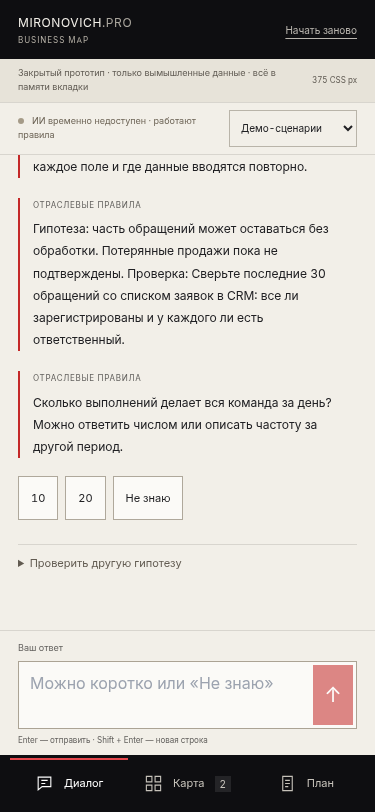 MIRONOVICH.PRO
BUSINESS MAP
Начать заново
Закрытый прототип · только вымышленные данные · всё в
памяти вкладки
375 CSS px
ИИ временно недоступен · работают
правила
Демо-сценарии
каждое поле и где данные вводятся повторно.
ОТРАСЛЕВЫЕ ПРАВИЛА
Гипотеза: часть обращений может оставаться без
обработки. Потерянные продажи пока не
подтверждены. Проверка: Сверьте последние 30
обращений со списком заявок в CRM: все ли
зарегистрированы и у каждого ли есть
ответственный.
ОТРАСЛЕВЫЕ ПРАВИЛА
Сколько выполнений делает вся команда за день?
Можно ответить числом или описать частоту за
другой период.
10
20
Не знаю
Проверить другую гипотезу
Ваш ответ
Можно коротко или «Не знаю»
Enter — отправить · Shift + Enter — новая строка
Диалог
Карта
2
План